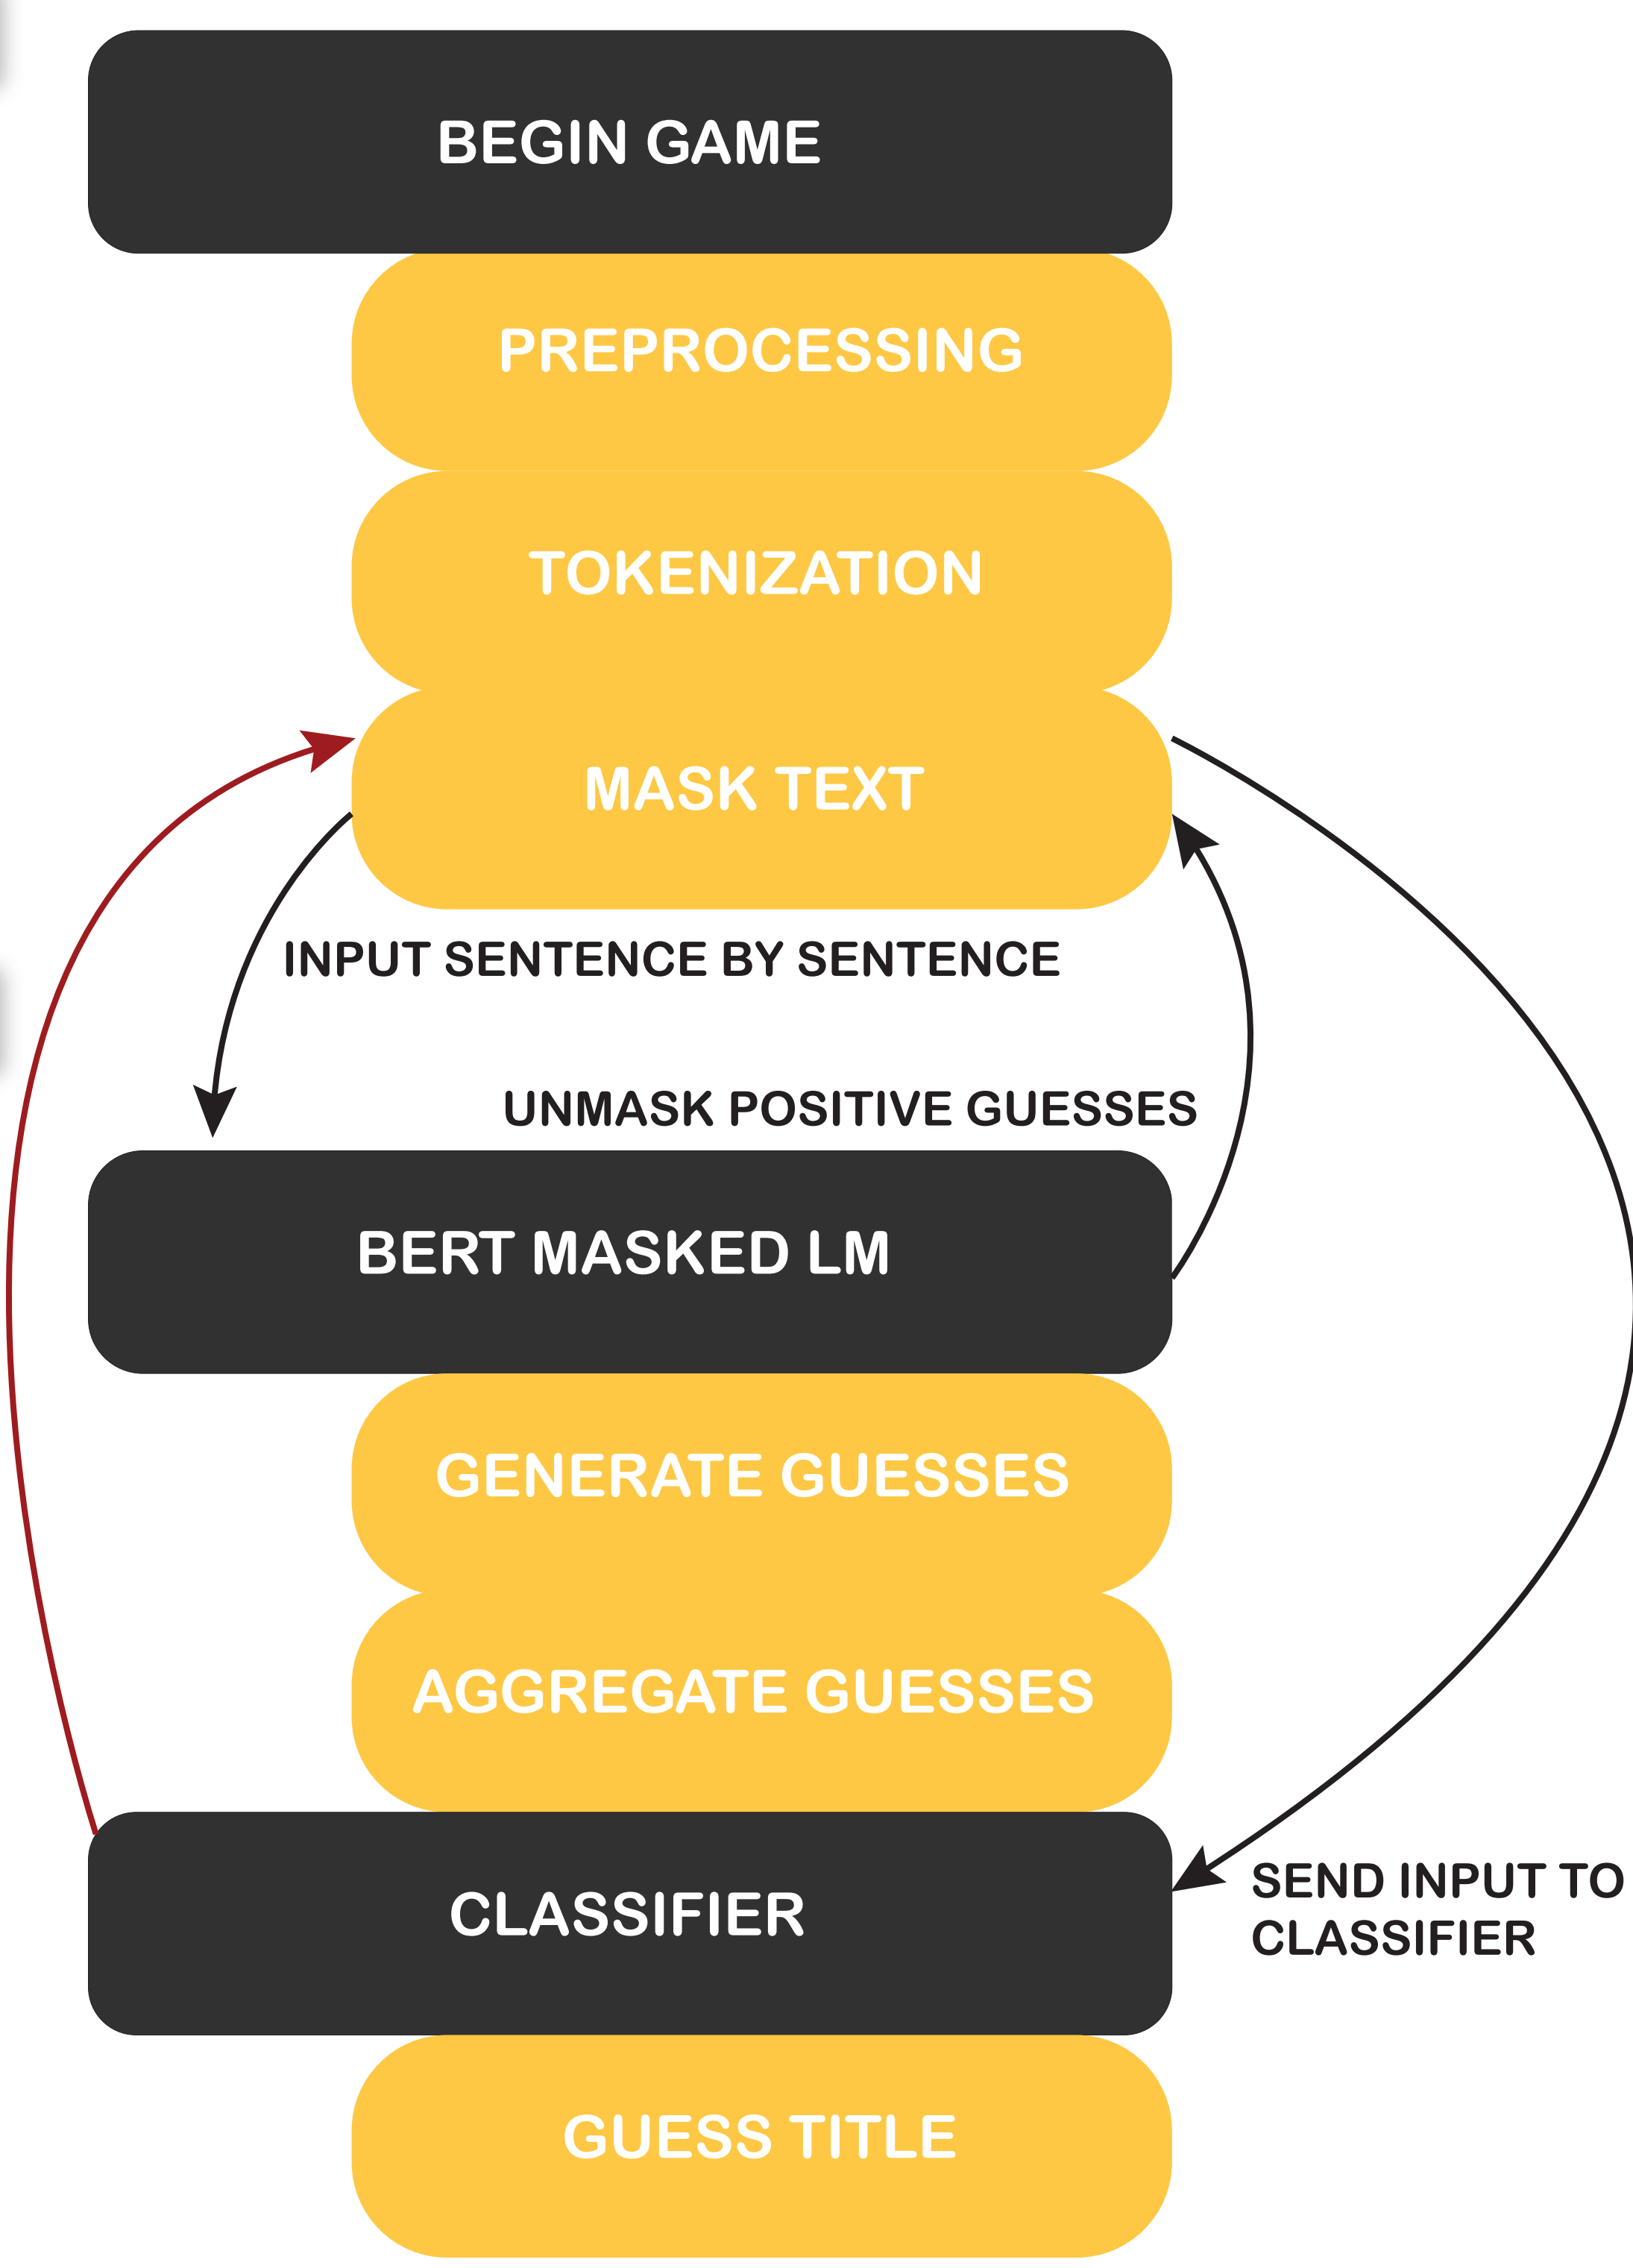 BEGIN GAME
PREPROCESSING
TOKENIZATION
MASK TEXT
INPUT SENTENCE BY SENTENCE
UNMASK POSITIVE GUESSES
BERT MASKED LM
GENERATE GUESSES
AGGREGATE GUESSES
CLASSIFIER
SEND INPUT TO
CLASSIFIER
GUESS TITLE